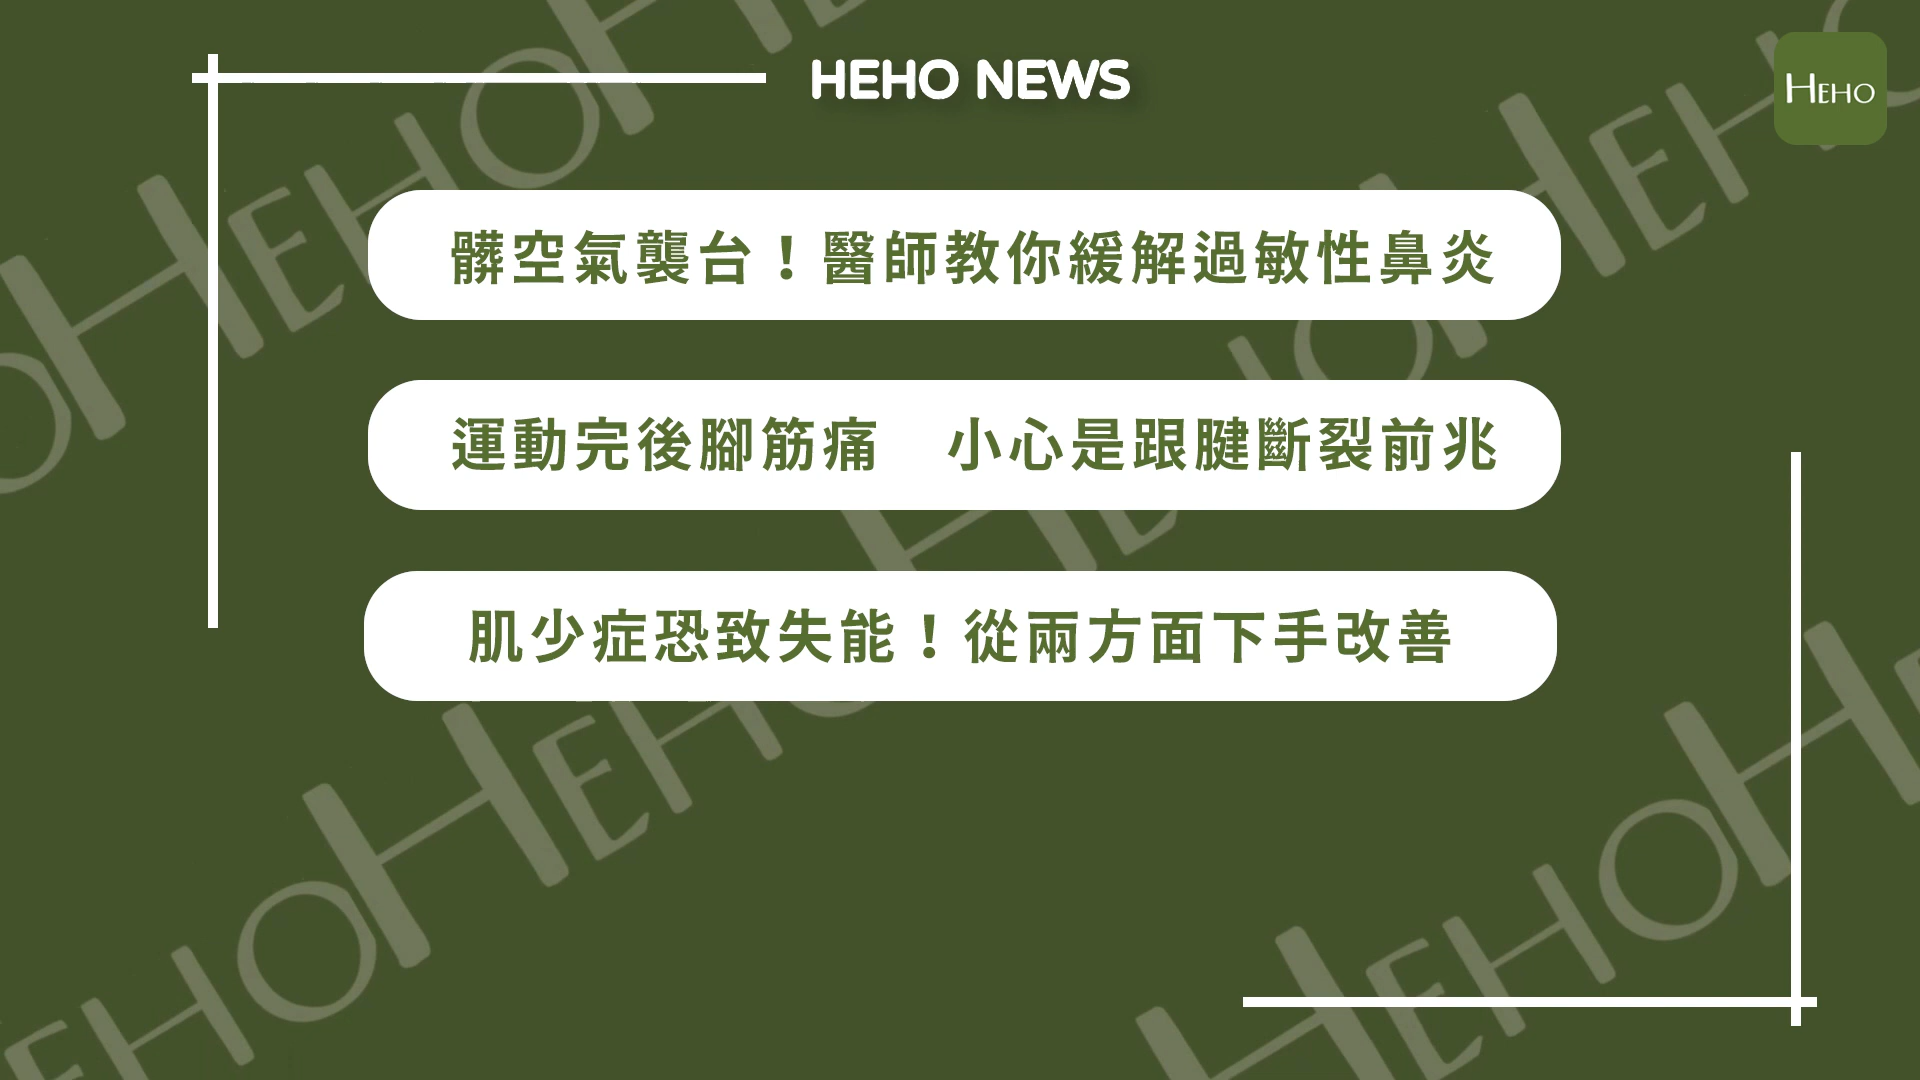 HEHO NEWS
HEHO
髒空氣襲台！醫師教你緩解過敏性鼻炎
運動完後腳筋痛　小心是跟腱斷裂前兆
肌少症恐致失能！從兩方面下手改善